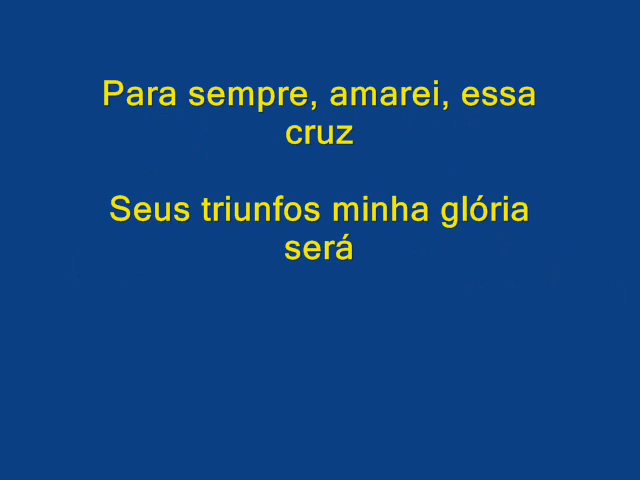 Para sempre, amarei, essa
cruz
Seus triunfos minha glória
será